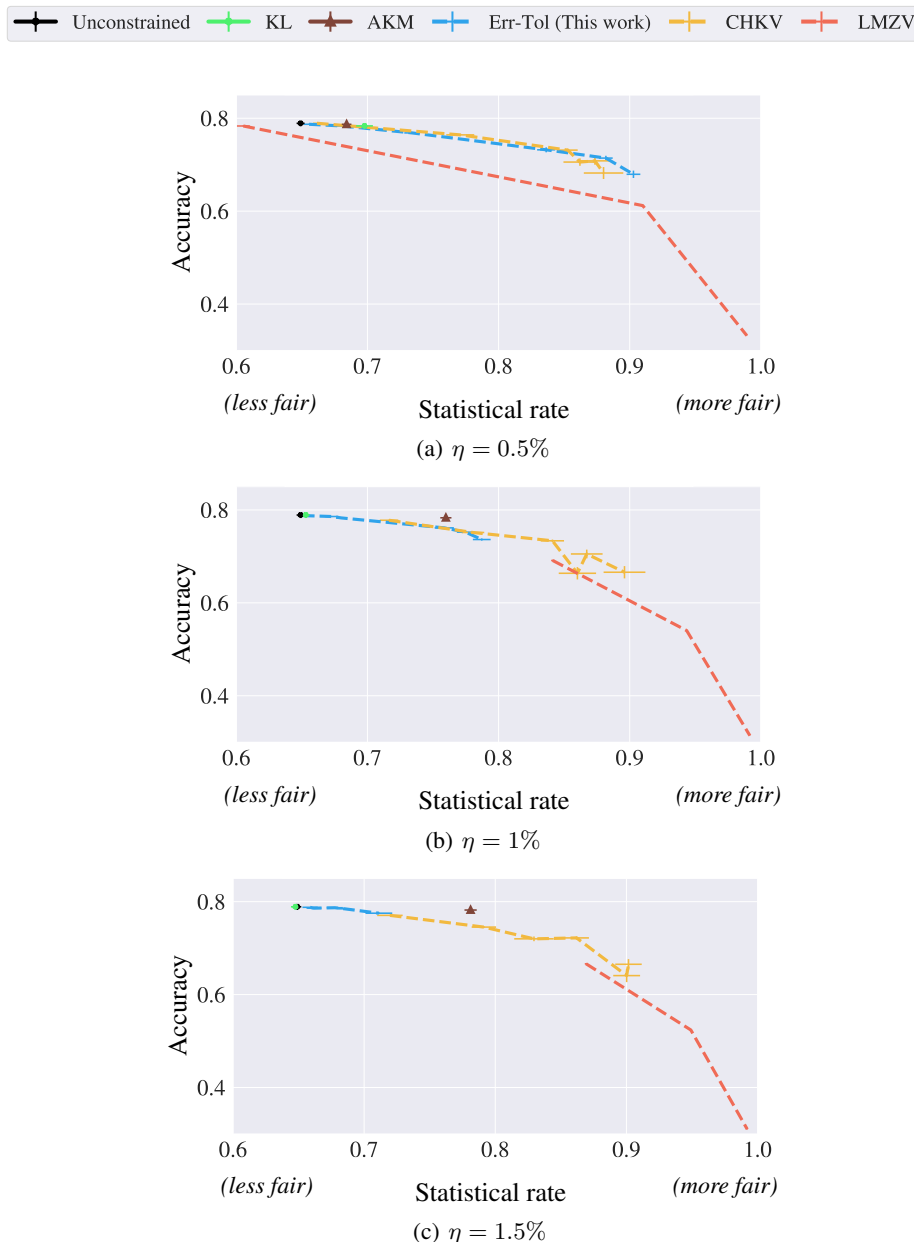 Unconstrained KL AKM Err-Tol (This work) CHKV LMZV
0.8
0.6
0.4
Accuracy
0.6 0.7 0.8 0.9 1.0
(less fair) Statistical rate (more fair)
(a) η = 0.5%
0.8
0.6
0.4
Accuracy
0.6 0.7 0.8 0.9 1.0
(less fair) Statistical rate (more fair)
(b) η = 1%
0.8
0.6
0.4
Accuracy
0.6 0.7 0.8 0.9 1.0
(less fair) Statistical rate (more fair)
(c) η = 1.5%